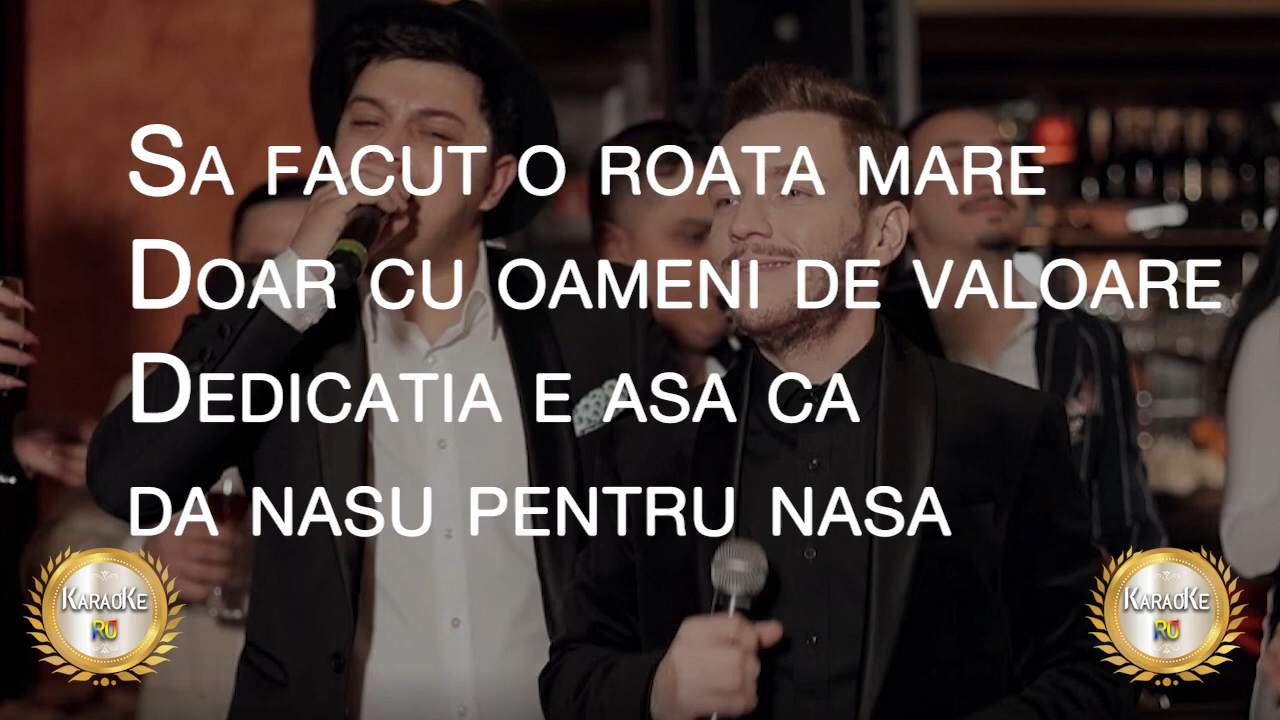 Sa facut o roata mare
Doar cu oameni de valoare
Dedicatia e asa ca
da nasu pentru nasa
KaraoKe
RO
KaraoKe
RO